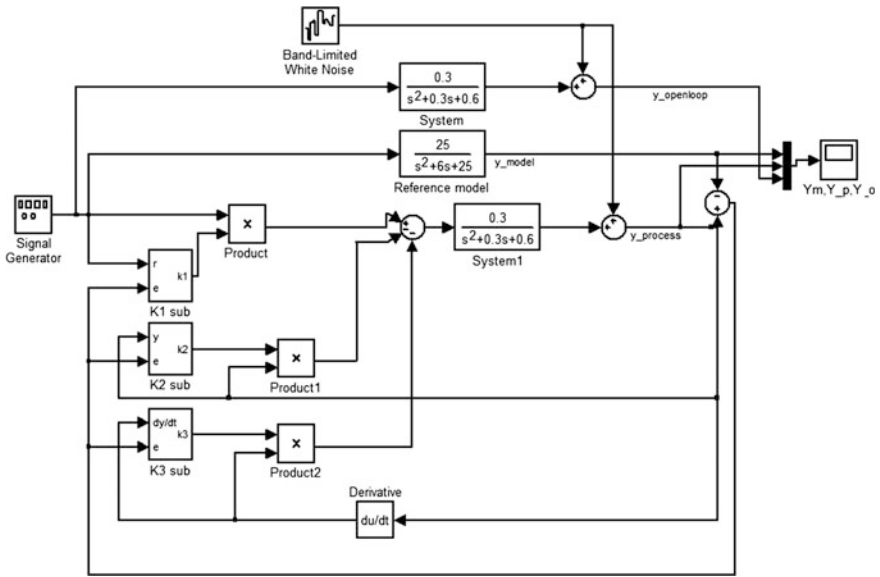 Band-Limited
White Noise
0.3
s²+0.3s+0.6
System
y_openloop
25
s²+6s+25
Reference model
y_model
Ym,Y_p,Y_o
Signal
Generator
×
Product
0.3
s²+0.3s+0.6
System1
y_process
r
e
k1
K1 sub
y
e
k2
K2 sub
×
Product1
dy/dt
e
k3
K3 sub
×
Product2
Derivative
du/dt